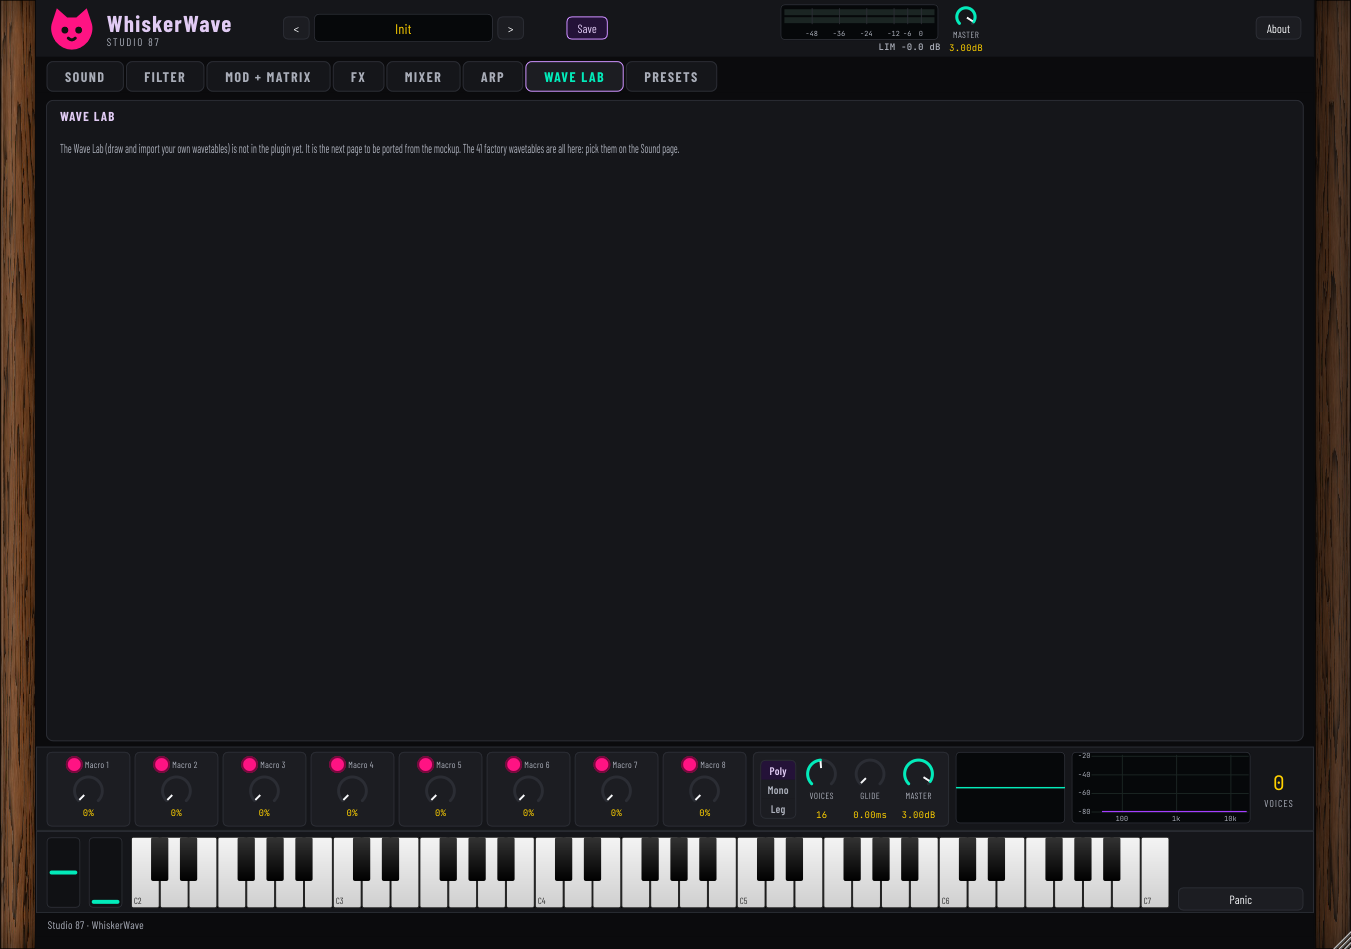 WhiskerWave
STUDIO 87
<
Init
>
Save
-48 -36 -24 -12 -6 0
LIM -0.0 dB
MASTER
3.00dB
About
SOUND
FILTER
MOD + MATRIX
FX
MIXER
ARP
WAVE LAB
PRESETS
WAVE LAB
The Wave Lab (draw and import your own wavetables) is not in the plugin yet. It is the next page to be ported from the mockup. The 41 factory wavetables are all here: pick them on the Sound page.
Macro 1
0%
Macro 2
0%
Macro 3
0%
Macro 4
0%
Macro 5
0%
Macro 6
0%
Macro 7
0%
Macro 8
0%
Poly
Mono
Leg
VOICES
16
GLIDE
0.00ms
MASTER
3.00dB
-20
-40
-60
-80
100 1k 10k
0
VOICES
C2 C3 C4 C5 C6 C7
Panic
Studio 87 · WhiskerWave